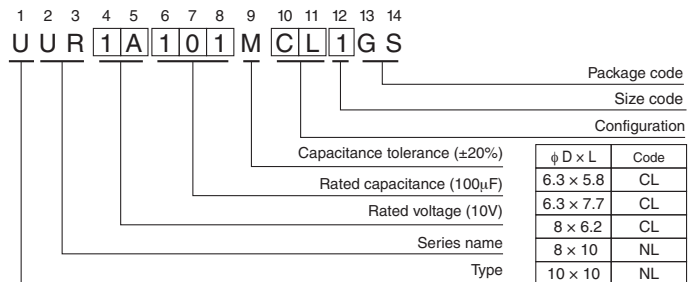 1 2 3 4 5 6 7 8 9 10 11 12 13 14
U U R 1 A 1 0 1 M C L 1 G S
Package code
Size code
Configuration
Capacitance tolerance (±20%)
Rated capacitance (100µF)
Rated voltage (10V)
Series name
Type
ϕ D × L Code
6.3 × 5.8 CL
6.3 × 7.7 CL
8 × 6.2 CL
8 × 10 NL
10 × 10 NL